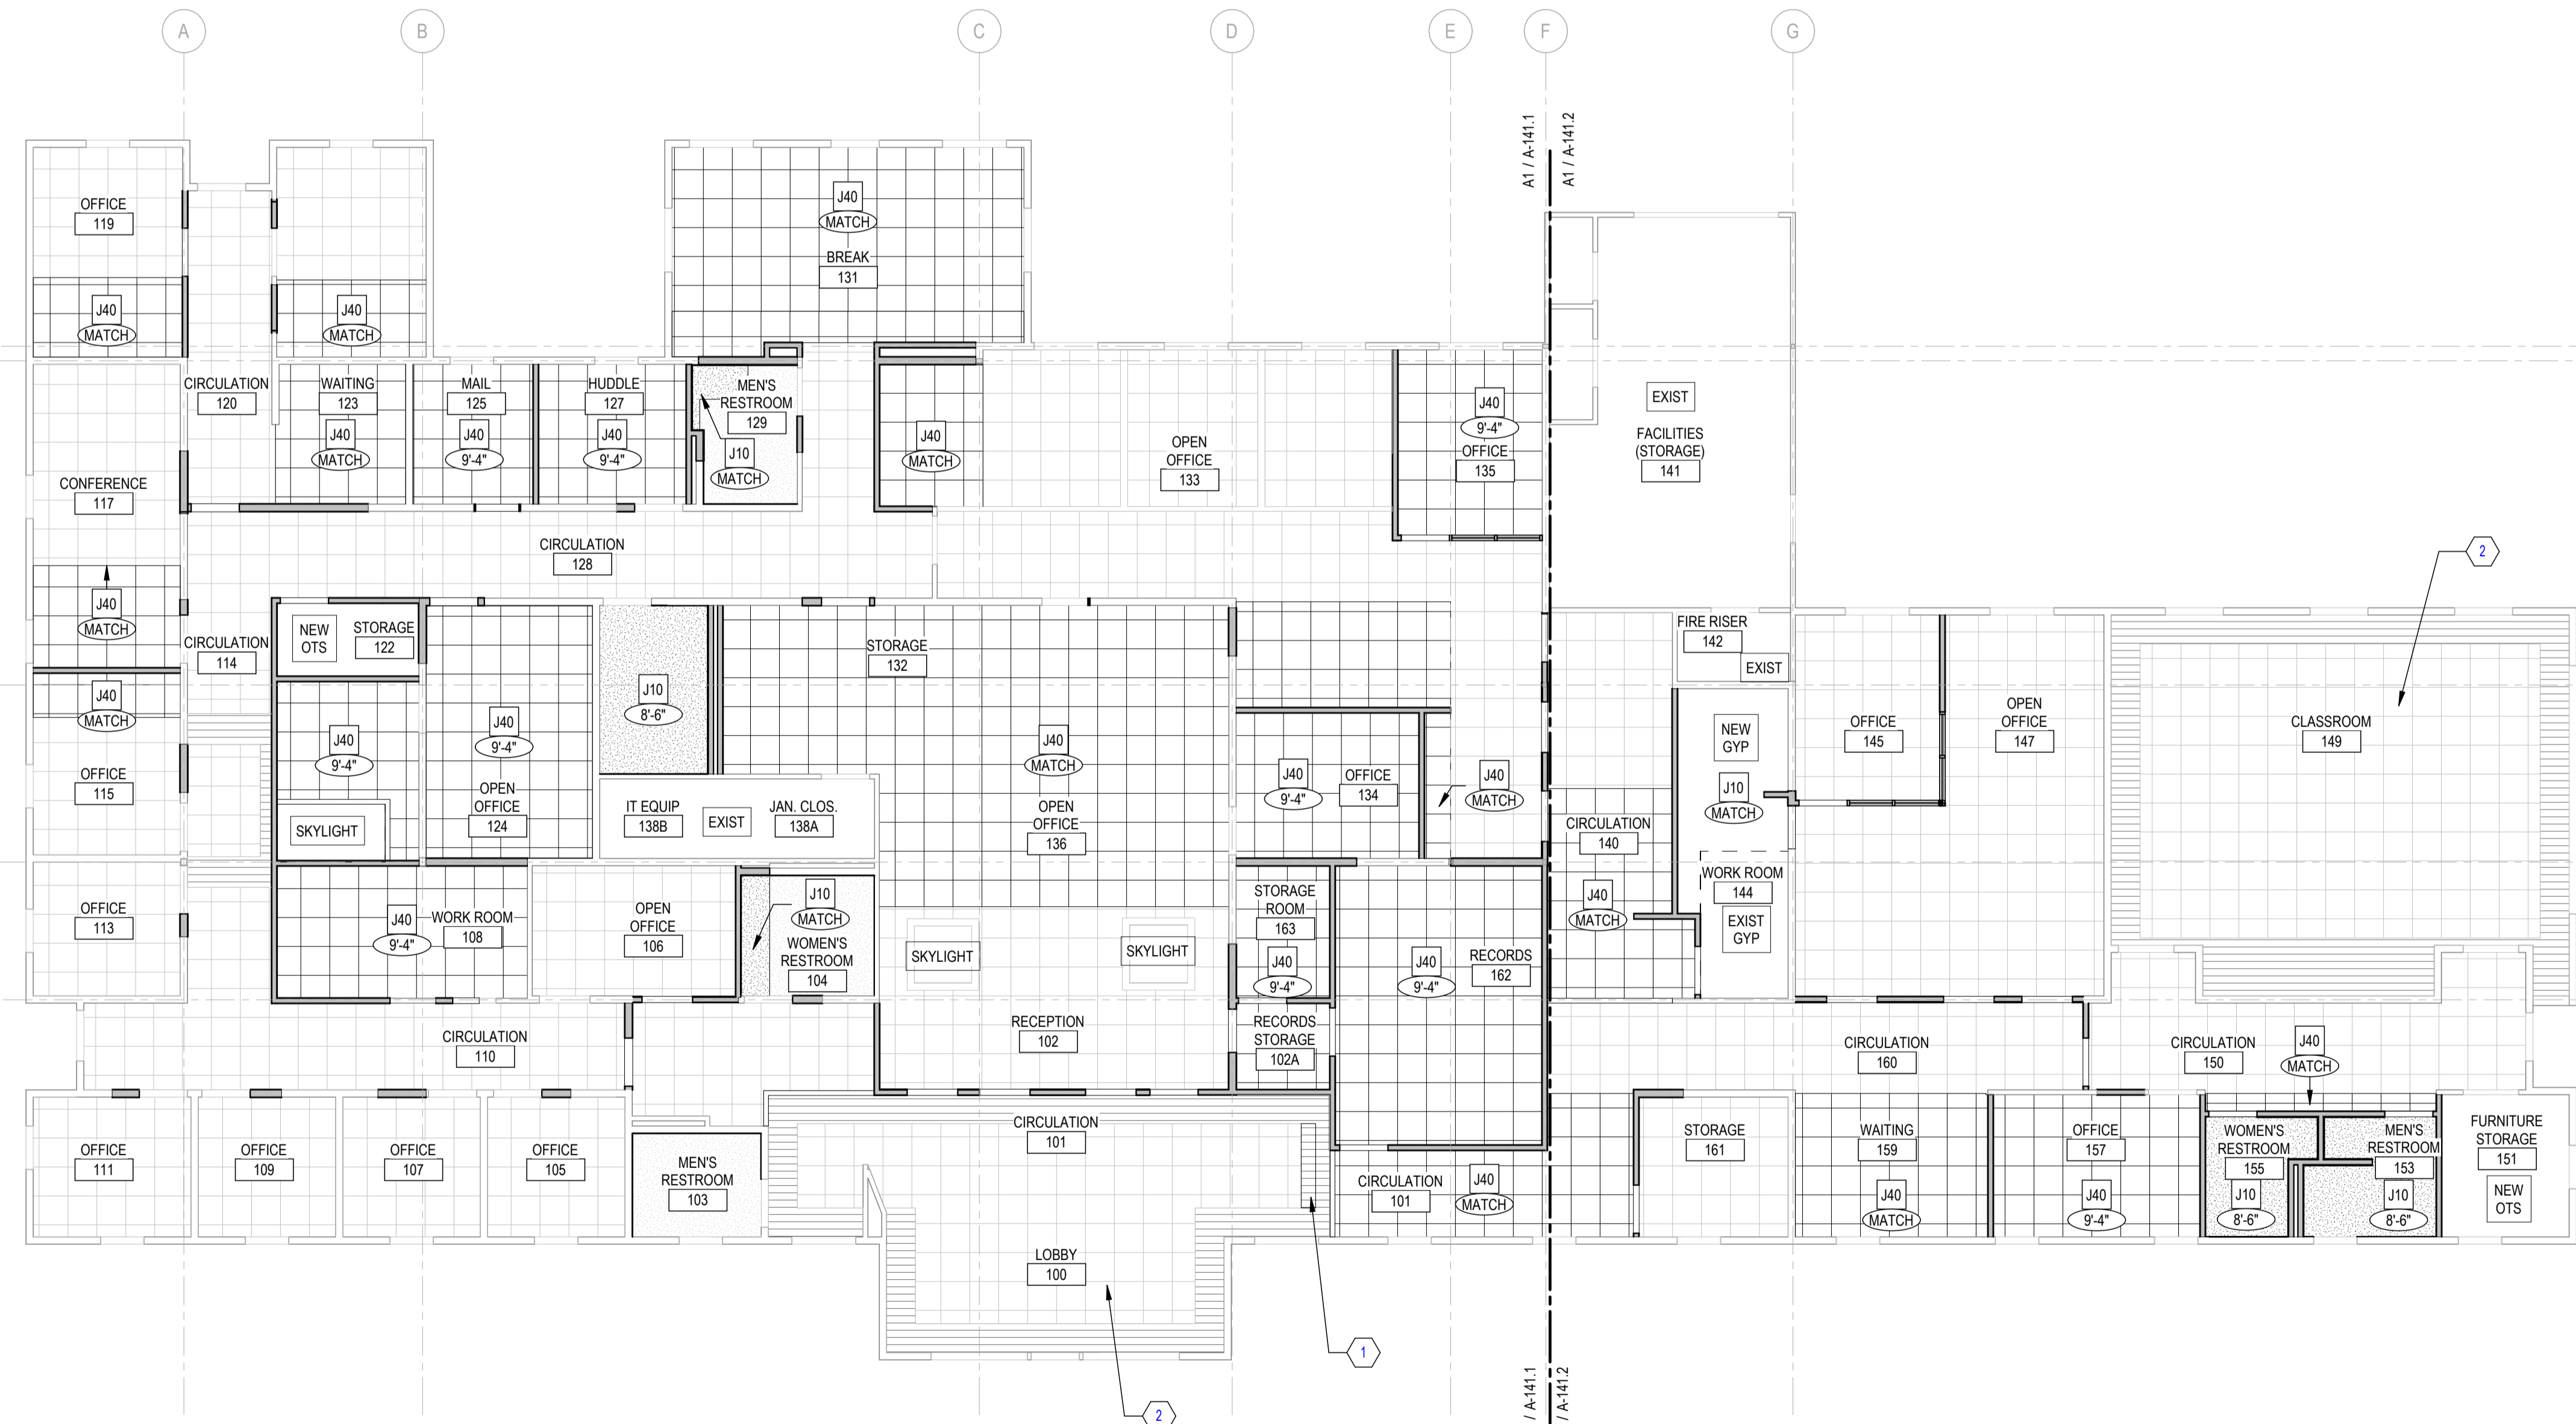 A
B
C
D
E
F
G
A1 / A-141.1
A1 / A-141.2
OFFICE
119
J40
MATCH
J40
MATCH
J40
MATCH
BREAK
131
CIRCULATION
120
WAITING
123
J40
MATCH
MAIL
125
J40
9'-4"
HUDDLE
127
J40
9'-4"
MEN'S
RESTROOM
129
J10
MATCH
J40
MATCH
OPEN
OFFICE
133
J40
9'-4"
OFFICE
135
EXIST
FACILITIES
(STORAGE)
141
CONFERENCE
117
J40
MATCH
CIRCULATION
128
2
CIRCULATION
114
NEW
OTS
STORAGE
122
STORAGE
132
FIRE RISER
142
EXIST
J40
MATCH
OFFICE
115
J40
9'-4"
SKYLIGHT
J40
9'-4"
OPEN
OFFICE
124
J10
8'-6"
IT EQUIP
138B
EXIST
JAN. CLOS.
138A
J40
MATCH
OPEN
OFFICE
136
J40
9'-4"
OFFICE
134
J40
MATCH
CIRCULATION
140
J40
MATCH
NEW
GYP
J10
MATCH
WORK ROOM
144
EXIST
GYP
OFFICE
145
OPEN
OFFICE
147
CLASSROOM
149
OFFICE
113
J40
9'-4"
WORK ROOM
108
OPEN
OFFICE
106
J10
MATCH
WOMEN'S
RESTROOM
104
SKYLIGHT
SKYLIGHT
STORAGE
ROOM
163
J40
9'-4"
J40
9'-4"
RECORDS
162
CIRCULATION
110
RECEPTION
102
RECORDS
STORAGE
102A
CIRCULATION
160
CIRCULATION
150
J40
MATCH
OFFICE
111
OFFICE
109
OFFICE
107
OFFICE
105
MEN'S
RESTROOM
103
CIRCULATION
101
CIRCULATION
101
J40
MATCH
STORAGE
161
WAITING
159
J40
MATCH
OFFICE
157
J40
9'-4"
WOMEN'S
RESTROOM
155
J10
8'-6"
MEN'S
RESTROOM
153
J10
8'-6"
FURNITURE
STORAGE
151
NEW
OTS
LOBBY
100
1
2
/ A-141.1
/ A-141.2